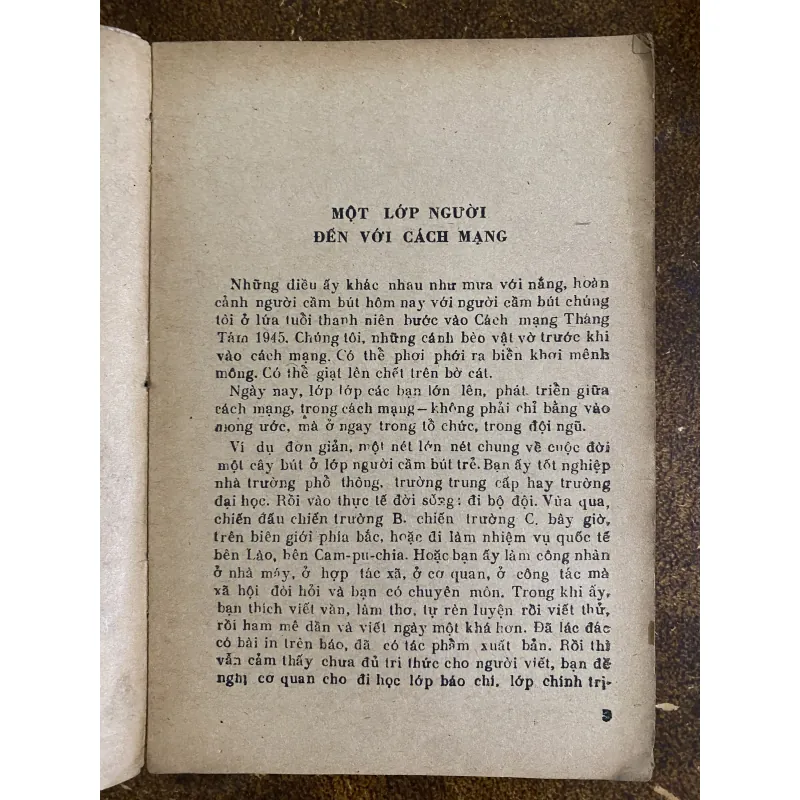 MỘT LỚP NGƯỜI
ĐẾN VỚI CÁCH MẠNG
Những điều ấy khác nhau như mưa với nắng, hoàn
cảnh người cầm bút hôm nay với người cầm bút chúng
tôi ở lứa tuổi thanh niên bước vào Cách mạng Tháng
Tám 1945. Chúng tôi, những cánh bèo vật vờ trước khi
vào cách mạng. Có thể phơi phới ra biển khơi mênh
mông. Có thể giạt lên chết trên bờ cát.
Ngày nay, lớp lớp các bạn lớn lên, phát triển giữa
cách mạng, trong cách mạng – không phải chỉ bằng vào
mong ước, mà ở ngay trong tổ chức, trong đội ngũ.
Ví dụ đơn giản, một nét lớn nét chung về cuộc đời
một cây bút ở lớp người cầm bút trẻ. Bạn ấy tốt nghiệp
nhà trường phổ thông, trường trung cấp hay trường
đại học. Rồi vào thực tế đời sống: đi bộ đội. Vừa qua,
chiến đấu chiến trường B, chiến trường C, bây giờ,
trên biên giới phía bắc, hoặc đi làm nhiệm vụ quốc tế
bên Lào, bên Cam-pu-chia. Hoặc bạn ấy làm công nhân
ở nhà máy, ở hợp tác xã, ở cơ quan, ở công tác mà
xã hội đòi hỏi và bạn có chuyên môn. Trong khi ấy,
bạn thích viết văn, làm thơ, tự rèn luyện rồi viết thử,
rồi ham mê dần và viết ngày một khá hơn. Đã lác đác
có bài in trên báo, đã có tác phẩm xuất bản. Rồi thì
vẫn cảm thấy chưa đủ tri thức cho người viết, bạn đề
nghị cơ quan cho đi học lớp báo chí, lớp chính trị-
5